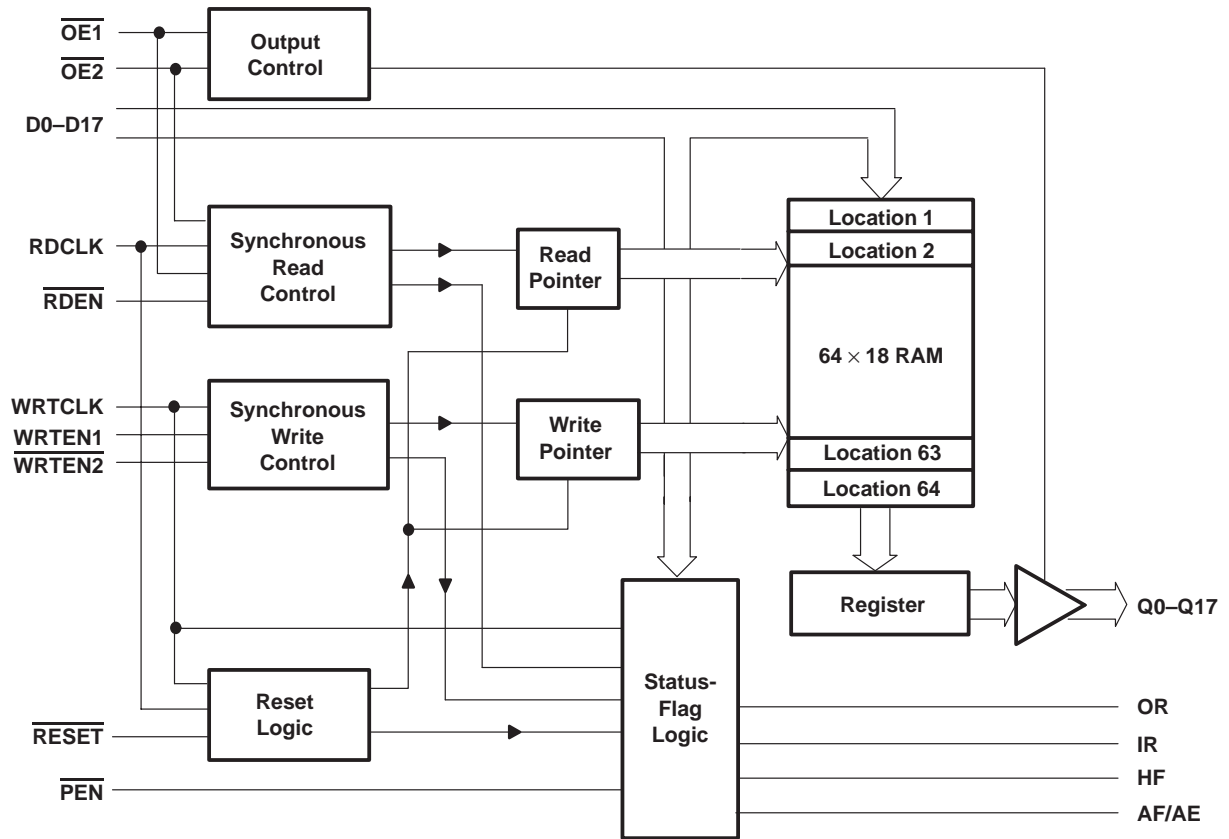 OE1
OE2
Output
Control
D0–D17
RDCLK
RDEN
Synchronous
Read
Control
Read
Pointer
Location 1
Location 2
64 × 18 RAM
Location 63
Location 64
WRTCLK
WRTEN1
WRTEN2
Synchronous
Write
Control
Write
Pointer
Register
Q0–Q17
RESET
PEN
Reset
Logic
Status-
Flag
Logic
OR
IR
HF
AF/AE